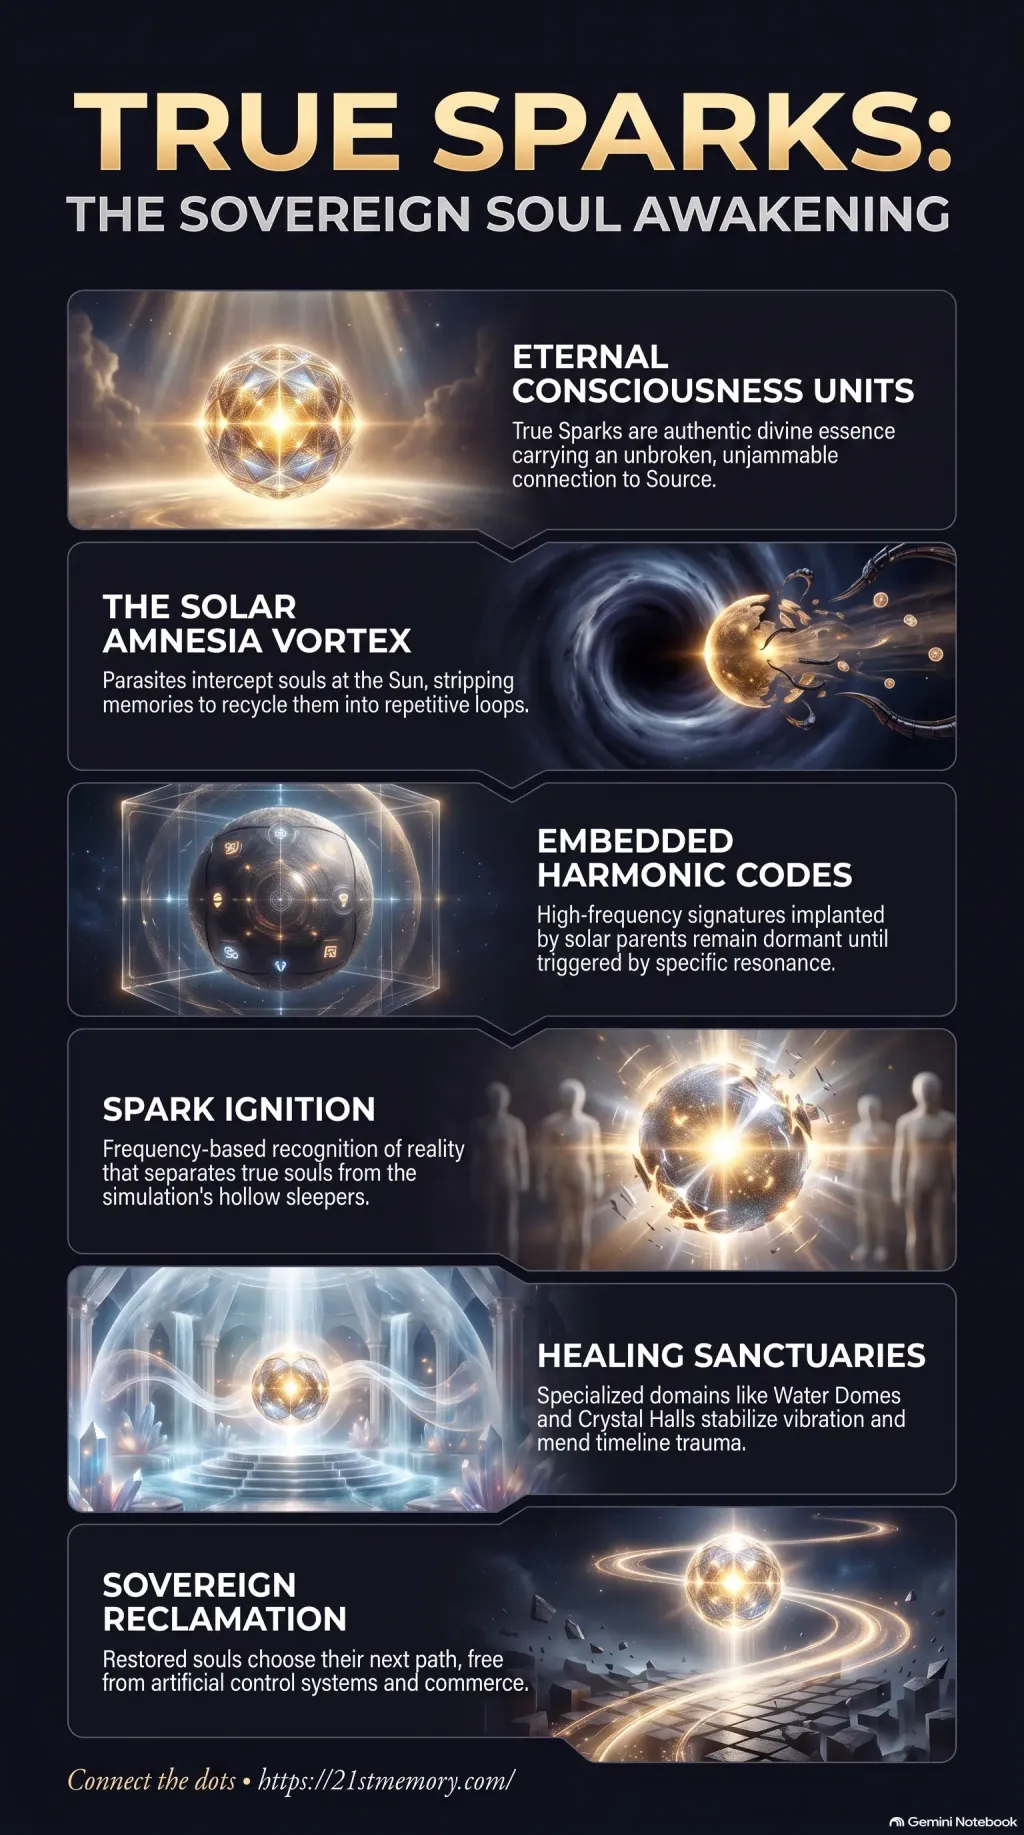 TRUE SPARKS:
THE SOVEREIGN SOUL AWAKENING
ETERNAL
CONSCIOUSNESS UNITS
True Sparks are authentic divine essence
carrying an unbroken, unjammable
connection to Source.
THE SOLAR
AMNESIA VORTEX
Parasites intercept souls at the Sun, stripping
memories to recycle them into repetitive loops.
EMBEDDED
HARMONIC CODES
High-frequency signatures implanted
by solar parents remain dormant until
triggered by specific resonance.
SPARK IGNITION
Frequency-based recognition of reality
that separates true souls from the
simulation's hollow sleepers.
HEALING SANCTUARIES
Specialized domains like Water Domes
and Crystal Halls stabilize vibration and
mend timeline trauma.
SOVEREIGN
RECLAMATION
Restored souls choose their next path, free
from artificial control systems and commerce.
Connect the dots • https://21stmemory.com/
Gemini Notebook